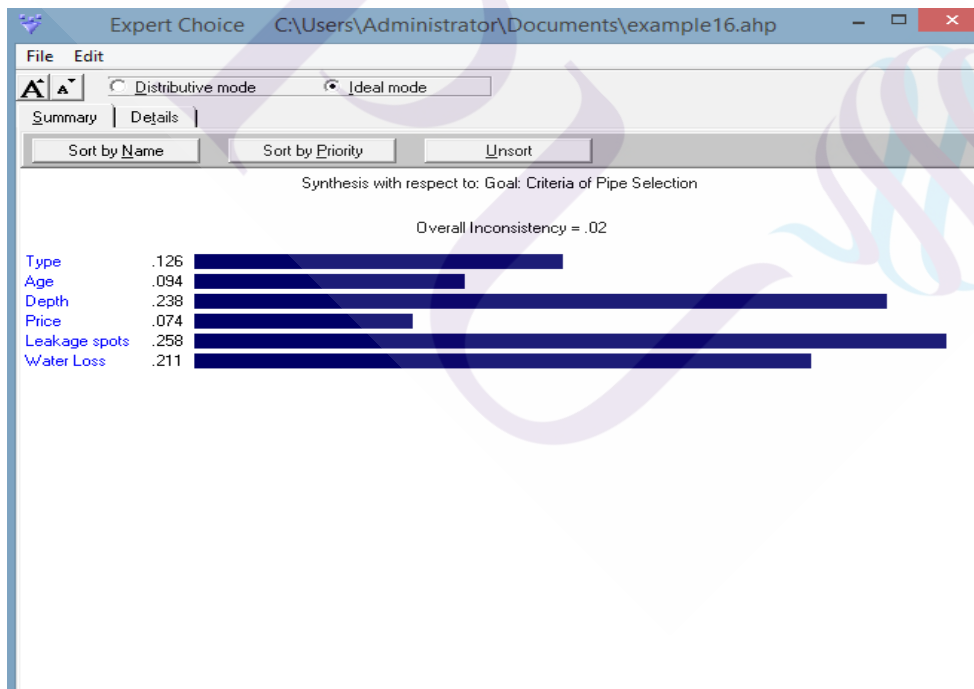 Expert Choice C:\Users\Administrator\Documents\example16.ahp
File Edit
A A Distributive mode Ideal mode
Summary Details
Sort by Name Sort by Priority Unsort
Synthesis with respect to: Goal: Criteria of Pipe Selection
Overall Inconsistency = .02
Type .126
Age .094
Depth .238
Price .074
Leakage spots .258
Water Loss .211